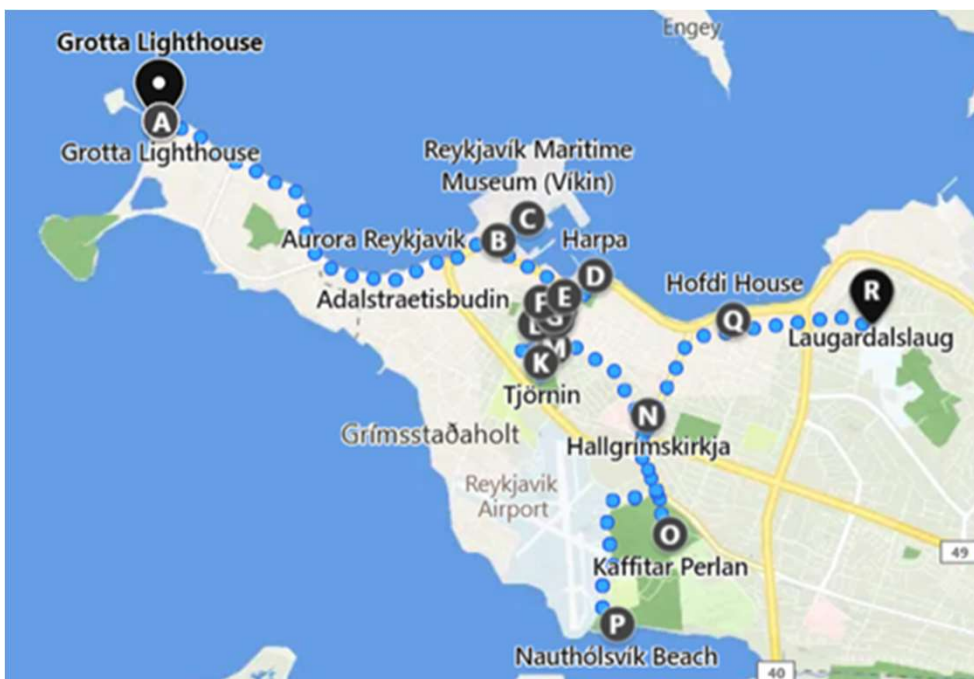 Engey
Grotta Lighthouse
A
Grotta Lighthouse
Reykjavík Maritime
Museum (Víkin)
C
Aurora Reykjavik
B
Harpa
D
Adalstraetisbudin
F
E
G
M
K
Tjörnin
Hofdi House
Q
R
Laugardalslaug
N
Hallgrimskirkja
Grímsstaðaholt
Reykjavik
Airport
O
Kaffitar Perlan
49
P
Nauthólsvík Beach
40